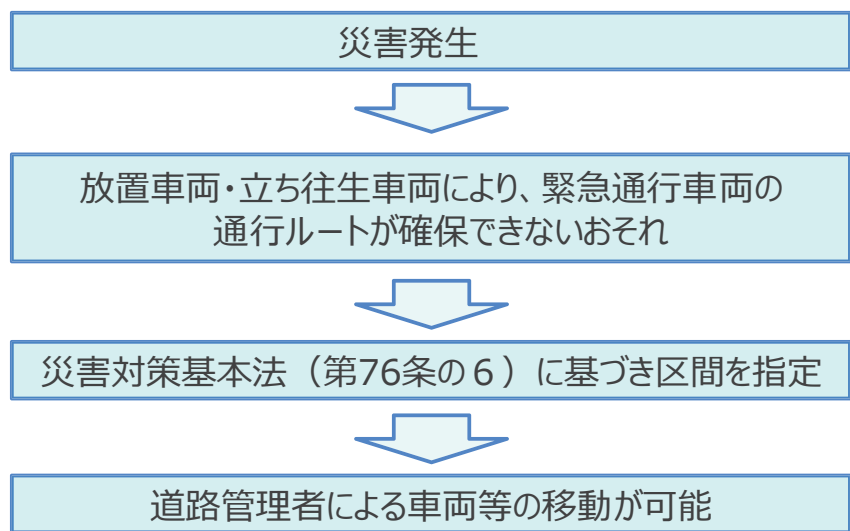 災害発生
放置車両・立ち往生車両により、緊急通行車両の
通行ルートが確保できないおそれ
災害対策基本法（第76条の６）に基づき区間を指定
道路管理者による車両等の移動が可能